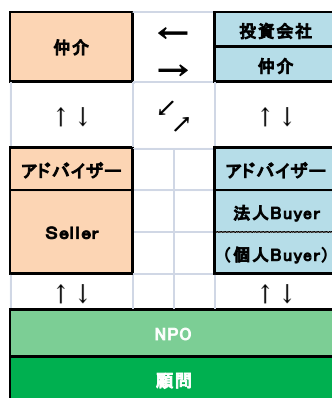 仲介
←
→
投資会社
仲介
↑↓
↙
↗
↑↓
アドバイザー
Seller
アドバイザー
法人Buyer
（個人Buyer）
↑↓
↑↓
NPO
顧問